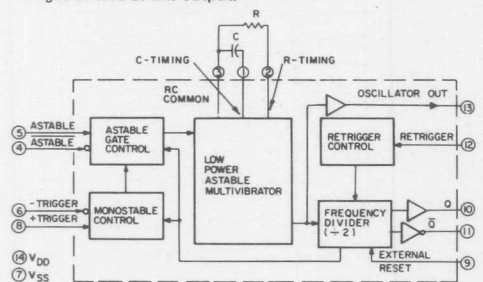 R
C
C-TIMING
R-TIMING
3
1
2
RC
COMMON
OSCILLATOR OUT
13
5
ASTABLE
4
ASTABLE
ASTABLE
GATE
CONTROL
LOW
POWER
ASTABLE
MULTIVIBRATOR
RETRIGGER
CONTROL
RETRIGGER
12
6
-TRIGGER
8
+TRIGGER
MONOSTABLE
CONTROL
FREQUENCY
DIVIDER
(÷2)
Q
10
Q̅
11
14 VDD
7 VSS
EXTERNAL
RESET
9